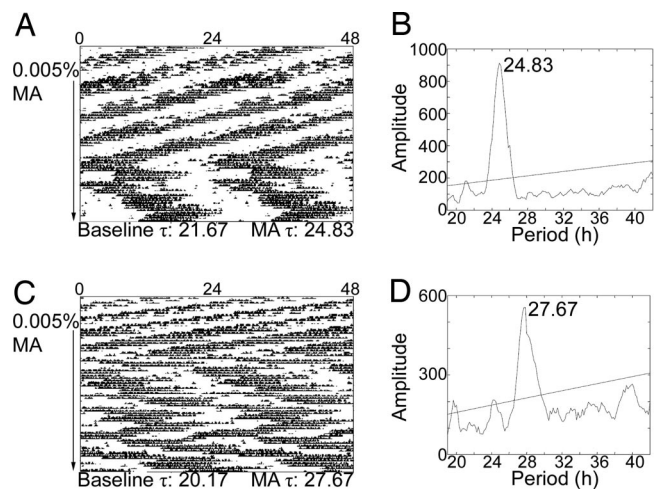 A
0 24 48
0.005%
MA
Baseline τ: 21.67 MA τ: 24.83
B
1000
800
600
400
200
0
Amplitude
24.83
20 24 28 32 36 40
Period (h)
C
0 24 48
0.005%
MA
Baseline τ: 20.17 MA τ: 27.67
D
600
300
0
Amplitude
27.67
20 24 28 32 36 40
Period (h)